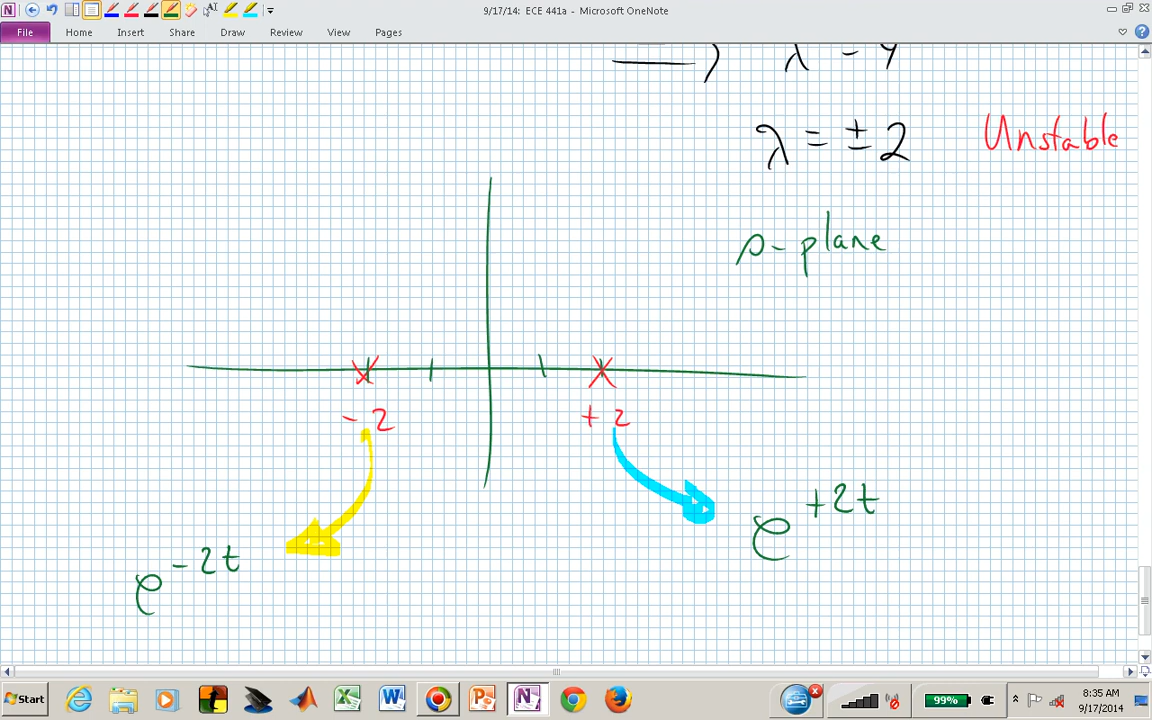 9/17/14: ECE 441a - Microsoft OneNote
File Home Insert Share Draw Review View Pages
λ = ± 2 Unstable
s-plane
-2 +2
e^{+2t}
e^{-2t}
Start
99%
8:35 AM
9/17/2014